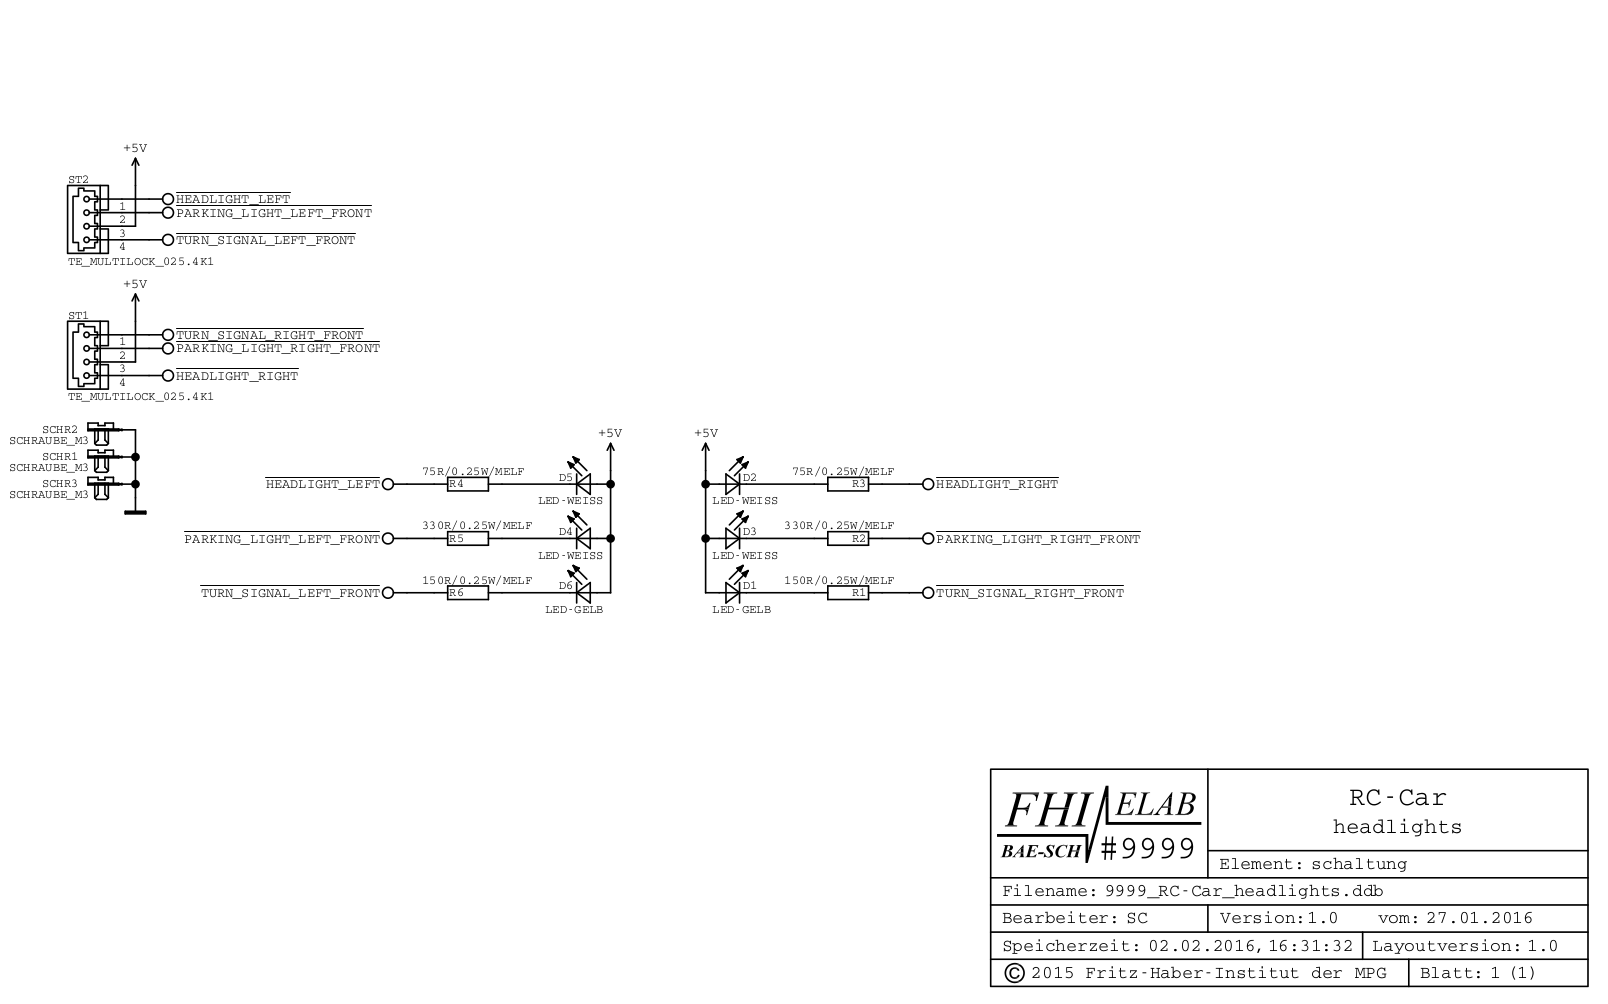 +5V
ST2
HEADLIGHT_LEFT
1
PARKING_LIGHT_LEFT_FRONT
2
3
TURN_SIGNAL_LEFT_FRONT
4
TE_MULTILOCK_025.4K1
+5V
ST1
TURN_SIGNAL_RIGHT_FRONT
1
PARKING_LIGHT_RIGHT_FRONT
2
3
HEADLIGHT_RIGHT
4
TE_MULTILOCK_025.4K1
SCHR2
SCHRAUBE_M3
SCHR1
SCHRAUBE_M3
SCHR3
SCHRAUBE_M3
+5V
75R/0.25W/MELF
D5
HEADLIGHT_LEFT
R4
LED-WEISS
330R/0.25W/MELF
D4
PARKING_LIGHT_LEFT_FRONT
R5
LED-WEISS
150R/0.25W/MELF
D6
TURN_SIGNAL_LEFT_FRONT
R6
LED-GELB
+5V
D2
75R/0.25W/MELF
R3
HEADLIGHT_RIGHT
LED-WEISS
D3
330R/0.25W/MELF
R2
PARKING_LIGHT_RIGHT_FRONT
LED-WEISS
D1
150R/0.25W/MELF
R1
TURN_SIGNAL_RIGHT_FRONT
LED-GELB
FHI ELAB
BAE-SCH #9999
RC-Car
headlights
Element: schaltung
Filename: 9999_RC-Car_headlights.ddb
Bearbeiter: SC
Version: 1.0 vom: 27.01.2016
Speicherzeit: 02.02.2016, 16:31:32
Layoutversion: 1.0
© 2015 Fritz-Haber-Institut der MPG
Blatt: 1 (1)